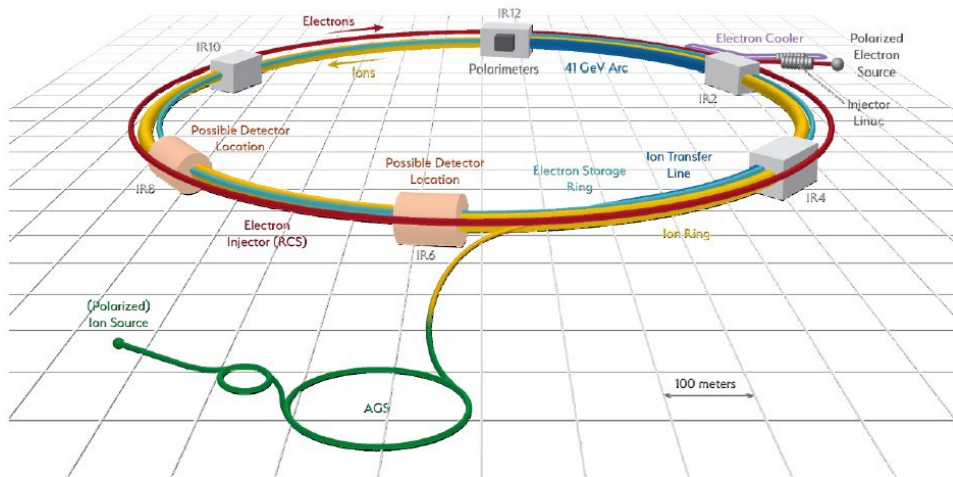 IR12
Electrons
Electron Cooler
Polarized
Electron
Source
IR10
Ions
Polarimeters
41 GeV Arc
IR2
Injector
Linac
Possible Detector
Location
Possible Detector
Location
Ion Transfer
Line
Electron Storage
Ring
IR8
IR4
Electron
Injector (RCS)
Ion Ring
IR6
(Polarized)
Ion Source
100 meters
AGS